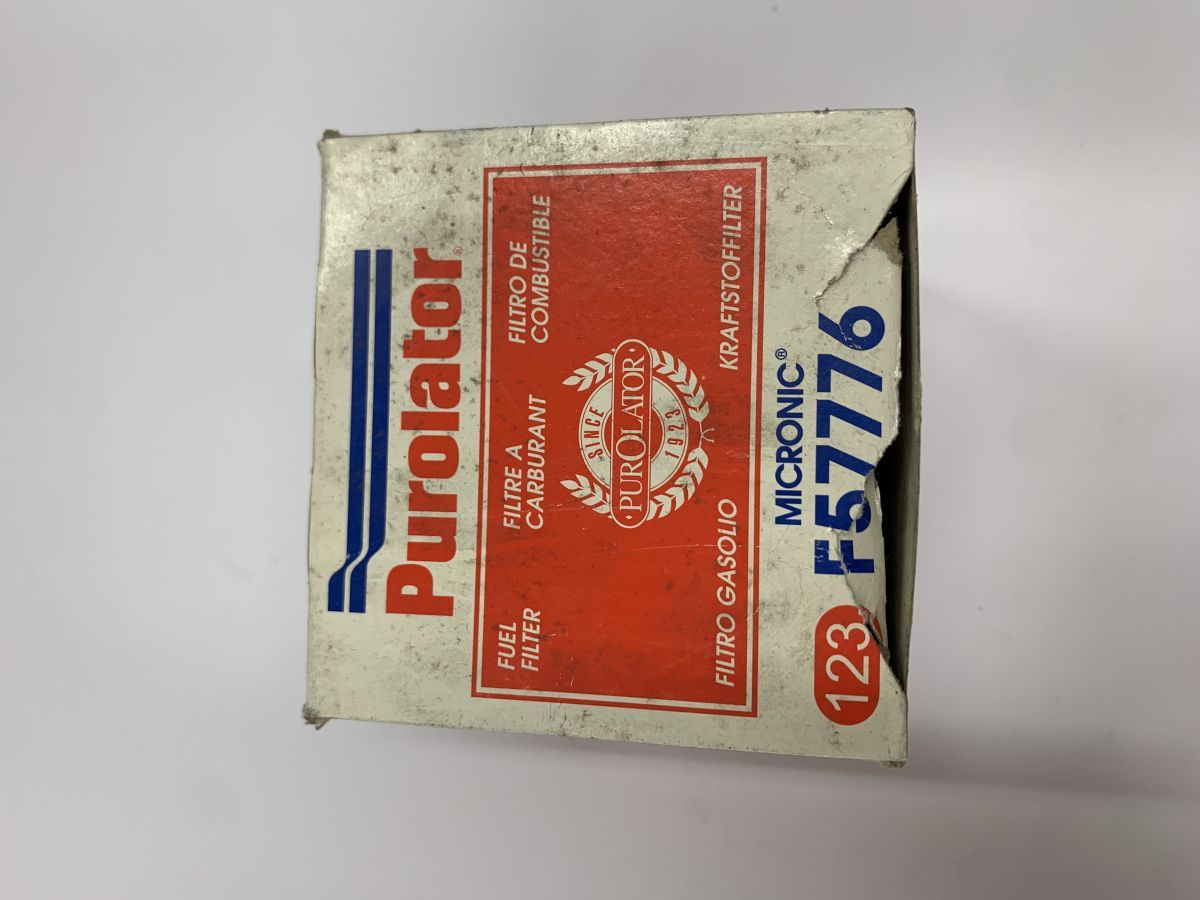 Purolator®
FUEL
FILTER
FILTRE A
CARBURANT
FILTRO DE
COMBUSTIBLE
SINCE
PUROLATOR
1923
FILTRO GASOLIO
KRAFTSTOFFILTER
MICRONIC®
123 F57776